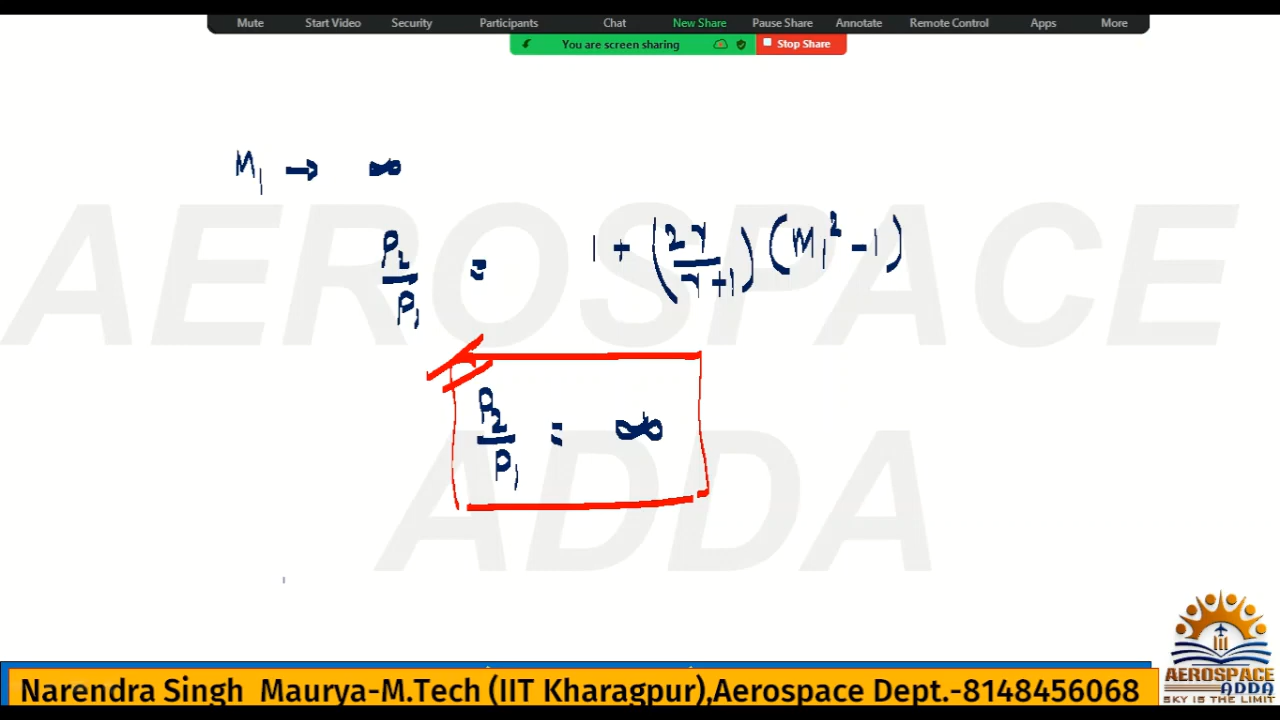 Mute Start Video Security Participants Chat New Share Pause Share Annotate Remote Control Apps More
You are screen sharing Stop Share
M₁ → ∞
P₂/P₁ = 1 + (2γ/γ+1) (M₁² - 1)
P₂/P₁ = ∞
AEROSPACE
ADDA
Narendra Singh Maurya-M.Tech (IIT Kharagpur),Aerospace Dept.-8148456068
AEROSPACE
ADDA
SKY IS THE LIMIT